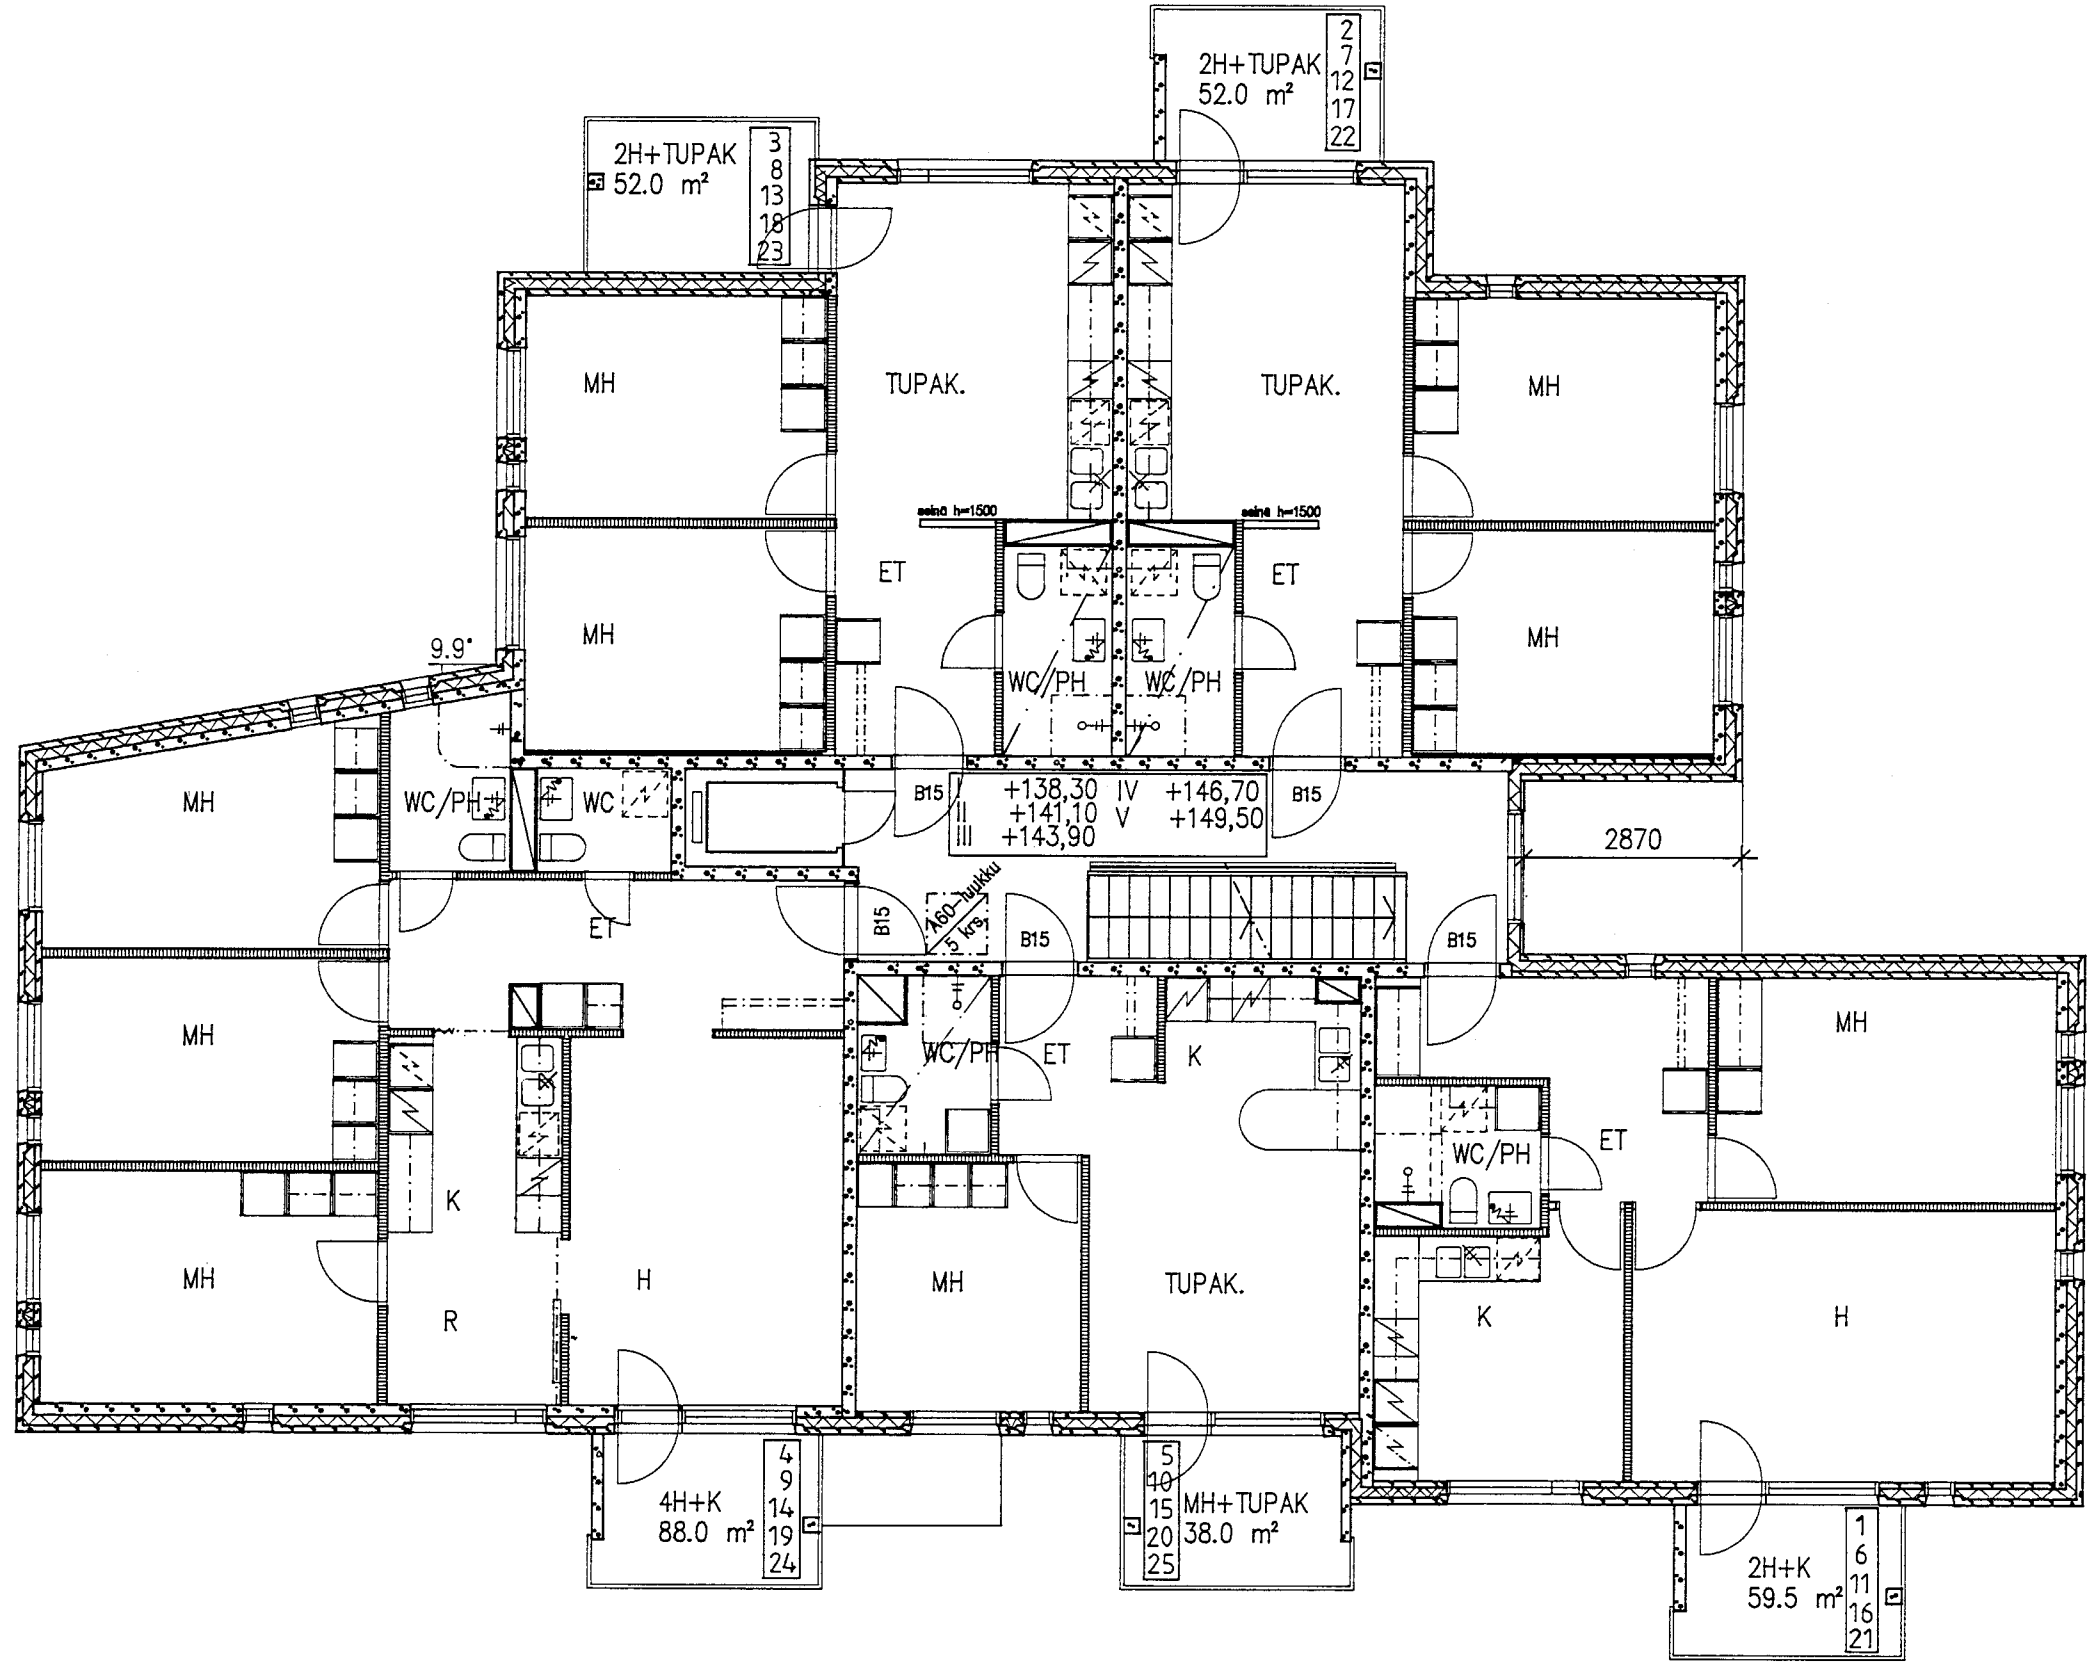 2H+TUPAK
52.0 m²
2
7
12
17
22
2H+TUPAK
52.0 m²
3
8
13
18
23
MH
TUPAK.
TUPAK.
MH
seinä h=1500
seinä h=1500
ET
ET
MH
MH
9.9°
WC/PH
WC/PH
MH
WC/PH
WC
B15
I +138,30 IV +146,70
II +141,10 V +149,50
III +143,90
B15
2870
ET
B15
A60-luukku
5 krs.
B15
B15
MH
WC/PH
ET
K
MH
K
WC/PH
ET
MH
H
MH
TUPAK.
R
K
H
4
9
14
19
24
4H+K
88.0 m²
5
10
15
20
25
MH+TUPAK
38.0 m²
1
6
11
16
21
2H+K
59.5 m²